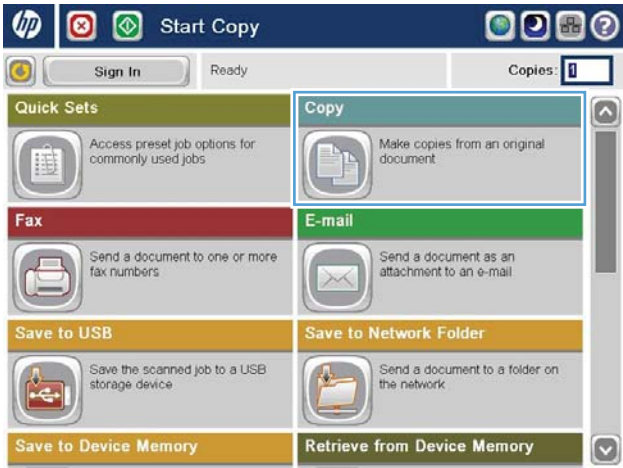 hp
Start Copy
?
Sign In
Ready
Copies: 1
Quick Sets
Access preset job options for
commonly used jobs
Copy
Make copies from an original
document
Fax
Send a document to one or more
fax numbers
E-mail
Send a document as an
attachment to an e-mail
Save to USB
Save the scanned job to a USB
storage device
Save to Network Folder
Send a document to a folder on
the network
Save to Device Memory
Retrieve from Device Memory